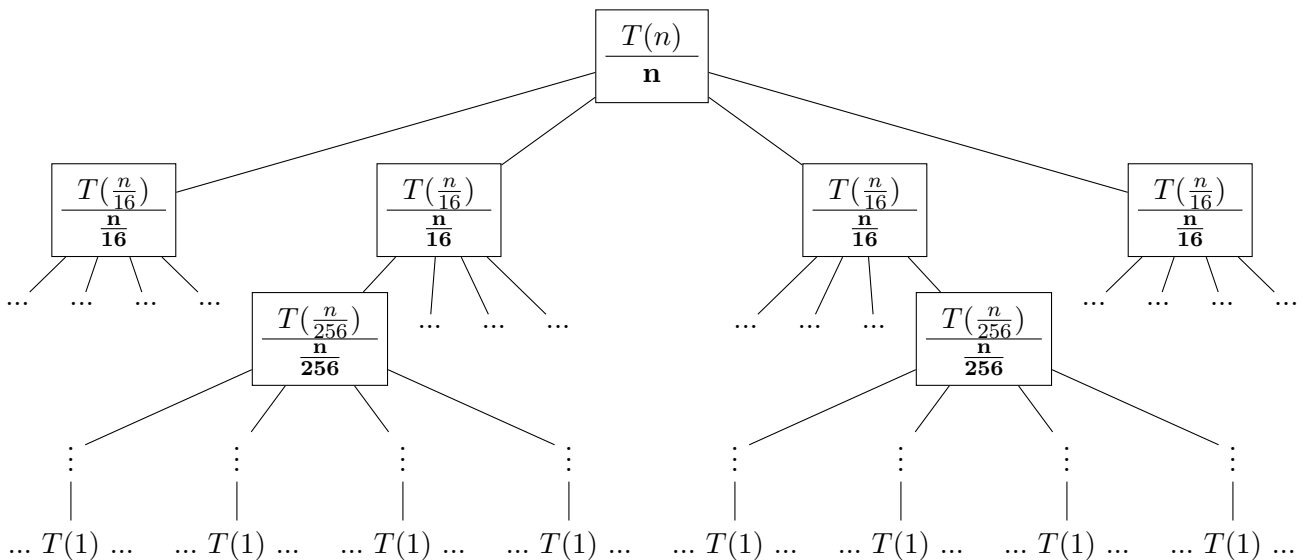 T(n)
n
T(n/16) T(n/16) T(n/16) T(n/16)
n/16 n/16 n/16 n/16
... ... ... ... ... ... ... ...
T(n/256) ... ... ... ... ... ... T(n/256)
n/256 n/256
⋮ ⋮ ⋮ ⋮ ⋮ ⋮ ⋮ ⋮
... T(1) ... ... T(1) ... ... T(1) ... ... T(1) ... ... T(1) ... ... T(1) ... ... T(1) ... ... T(1) ...